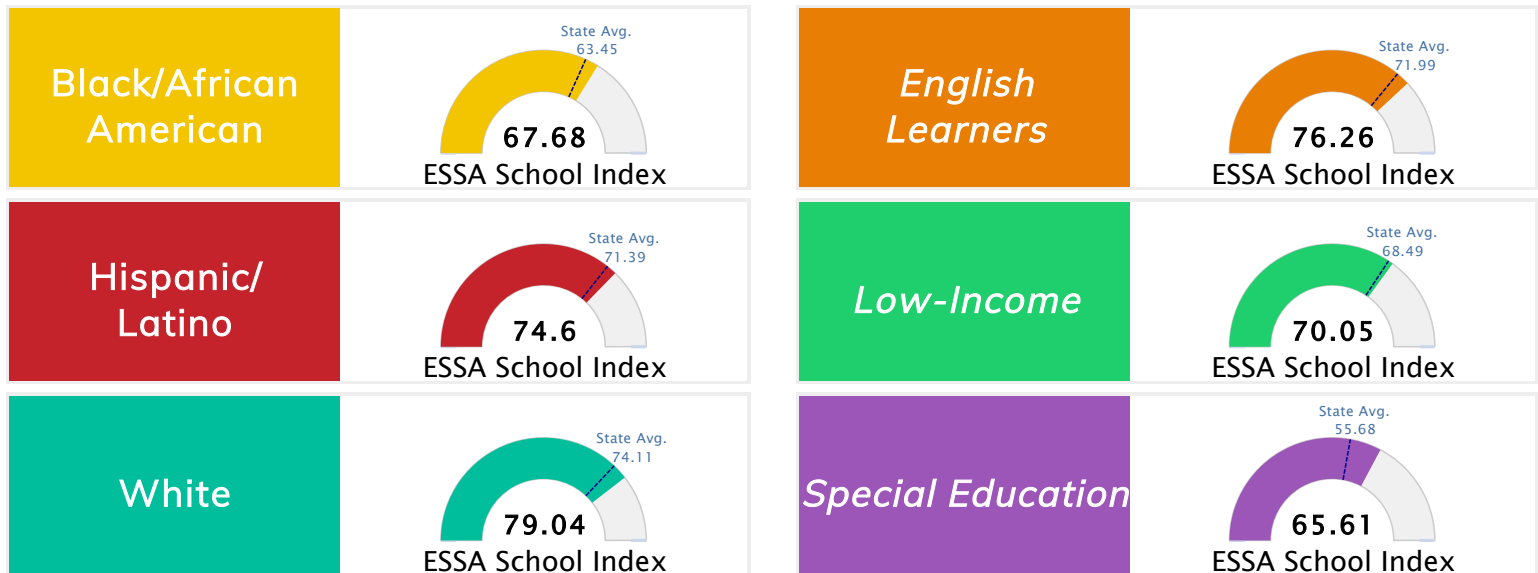 Black/African
American
State Avg.
63.45
67.68
ESSA School Index
English
Learners
State Avg.
71.99
76.26
ESSA School Index
Hispanic/
Latino
State Avg.
71.39
74.6
ESSA School Index
Low-Income
State Avg.
68.49
70.05
ESSA School Index
White
State Avg.
74.11
79.04
ESSA School Index
Special Education
State Avg.
55.68
65.61
ESSA School Index